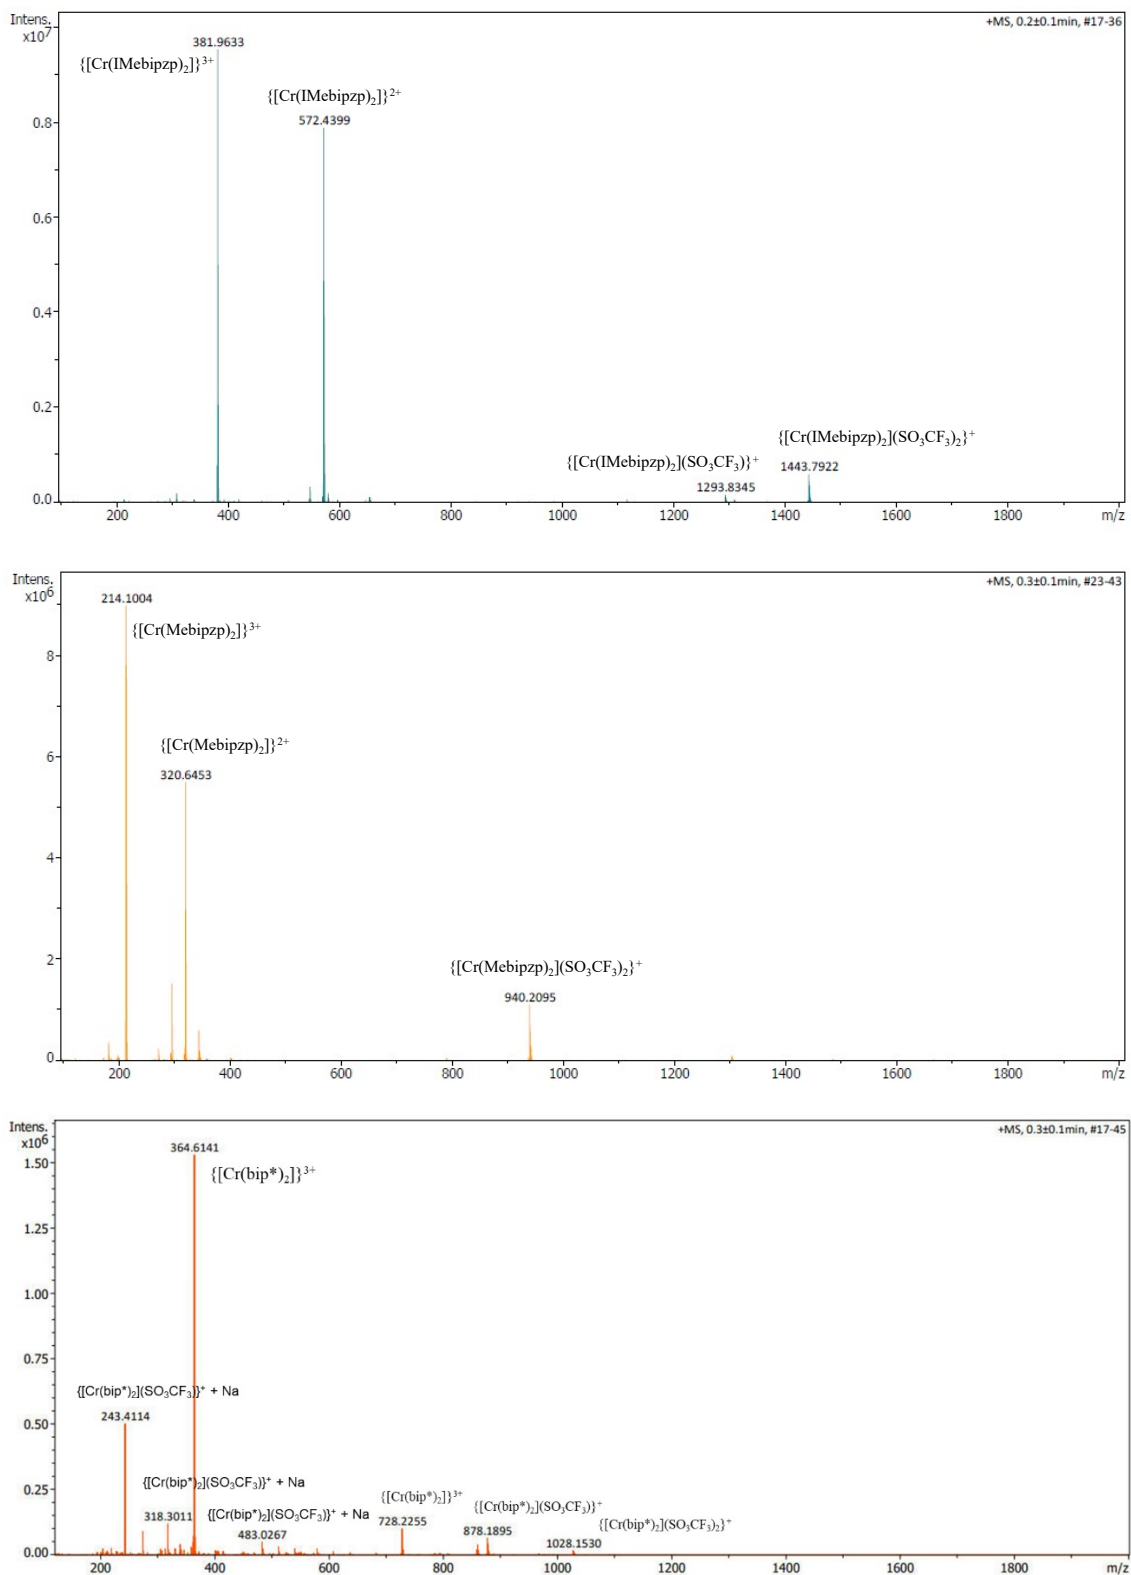 Intens.
x10⁷
+MS, 0.2±0.1min, #17-36
381.9633
{[Cr(IMebipzp)₂]}³⁺
{[Cr(IMebipzp)₂]}²⁺
572.4399
0.8
0.6
0.4
0.2
{[Cr(IMebipzp)₂](SO₃CF₃)₂}⁺
{[Cr(IMebipzp)₂](SO₃CF₃)}⁺
1443.7922
1293.8345
0.0
200 400 600 800 1000 1200 1400 1600 1800 m/z
Intens.
x10⁶
+MS, 0.3±0.1min, #23-43
214.1004
{[Cr(Mebipzp)₂]}³⁺
8
{[Cr(Mebipzp)₂]}²⁺
320.6453
6
4
2
{[Cr(Mebipzp)₂](SO₃CF₃)₂}⁺
940.2095
0
200 400 600 800 1000 1200 1400 1600 1800 m/z
Intens.
x10⁶
+MS, 0.3±0.1min, #17-45
364.6141
1.50
{[Cr(bip*)₂]}³⁺
1.25
1.00
0.75
{[Cr(bip*)₂](SO₃CF₃)}⁺ + Na
243.4114
0.50
{[Cr(bip*)₂](SO₃CF₃)}⁺ + Na
0.25
318.3011
{[Cr(bip*)₂](SO₃CF₃)}⁺ + Na
483.0267
{[Cr(bip*)₂]}³⁺
728.2255
{[Cr(bip*)₂](SO₃CF₃)}⁺
878.1895
{[Cr(bip*)₂](SO₃CF₃)₂}⁺
1028.1530
0.00
200 400 600 800 1000 1200 1400 1600 1800 m/z